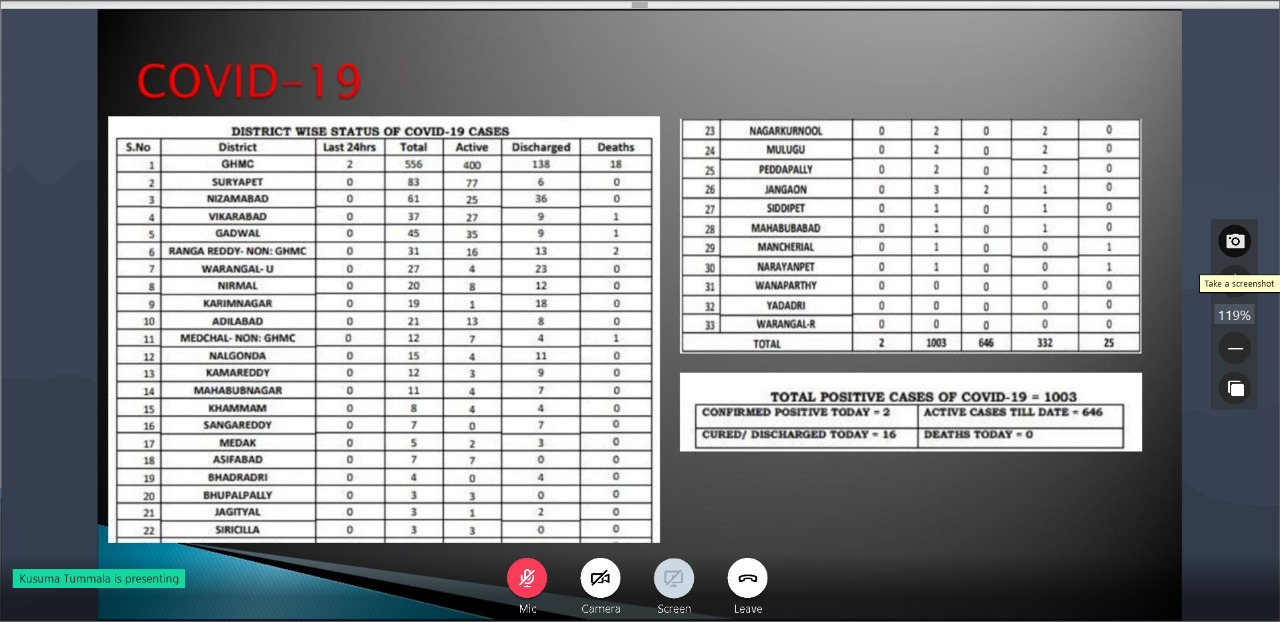 COVID-19
DISTRICT WISE STATUS OF COVID-19 CASES
S.No District Last 24hrs Total Active Discharged Deaths
1 GHMC 2 556 400 138 18
2 SURYAPET 0 83 77 6 0
3 NIZAMABAD 0 61 25 36 0
4 VIKARABAD 0 37 27 9 1
5 GADWAL 0 45 35 9 1
6 RANGA REDDY- NON: GHMC 0 31 16 13 2
7 WARANGAL- U 0 27 4 23 0
8 NIRMAL 0 20 8 12 0
9 KARIMNAGAR 0 19 1 18 0
10 ADILABAD 0 21 13 8 0
11 MEDCHAL- NON: GHMC 0 12 7 4 1
12 NALGONDA 0 15 4 11 0
13 KAMAREDDY 0 12 3 9 0
14 MAHABUBNAGAR 0 11 4 7 0
15 KHAMMAM 0 8 4 4 0
16 SANGAREDDY 0 7 0 7 0
17 MEDAK 0 5 2 3 0
18 ASIFABAD 0 7 7 0 0
19 BHADRADRI 0 4 0 4 0
20 BHUPALPALLY 0 3 3 0 0
21 JAGITYAL 0 3 1 2 0
22 SIRICILLA 0 3 3 0 0
23 NAGARKURNOOL 0 2 0 2 0
24 MULUGU 0 2 0 2 0
25 PEDDAPALLY 0 2 0 2 0
26 JANGAON 0 3 2 1 0
27 SIDDIPET 0 1 0 1 0
28 MAHABUBABAD 0 1 0 1 0
29 MANCHERIAL 0 1 0 0 1
30 NARAYANPET 0 1 0 0 1
31 WANAPARTHY 0 0 0 0 0
32 YADADRI 0 0 0 0 0
33 WARANGAL-R 0 0 0 0 0
TOTAL 2 1003 646 332 25
TOTAL POSITIVE CASES OF COVID-19 = 1003
CONFIRMED POSITIVE TODAY = 2 ACTIVE CASES TILL DATE = 646
CURED/ DISCHARGED TODAY = 16 DEATHS TODAY = 0
Take a screenshot
119%
Kusuma Tummala is presenting
Mic Camera Screen Leave